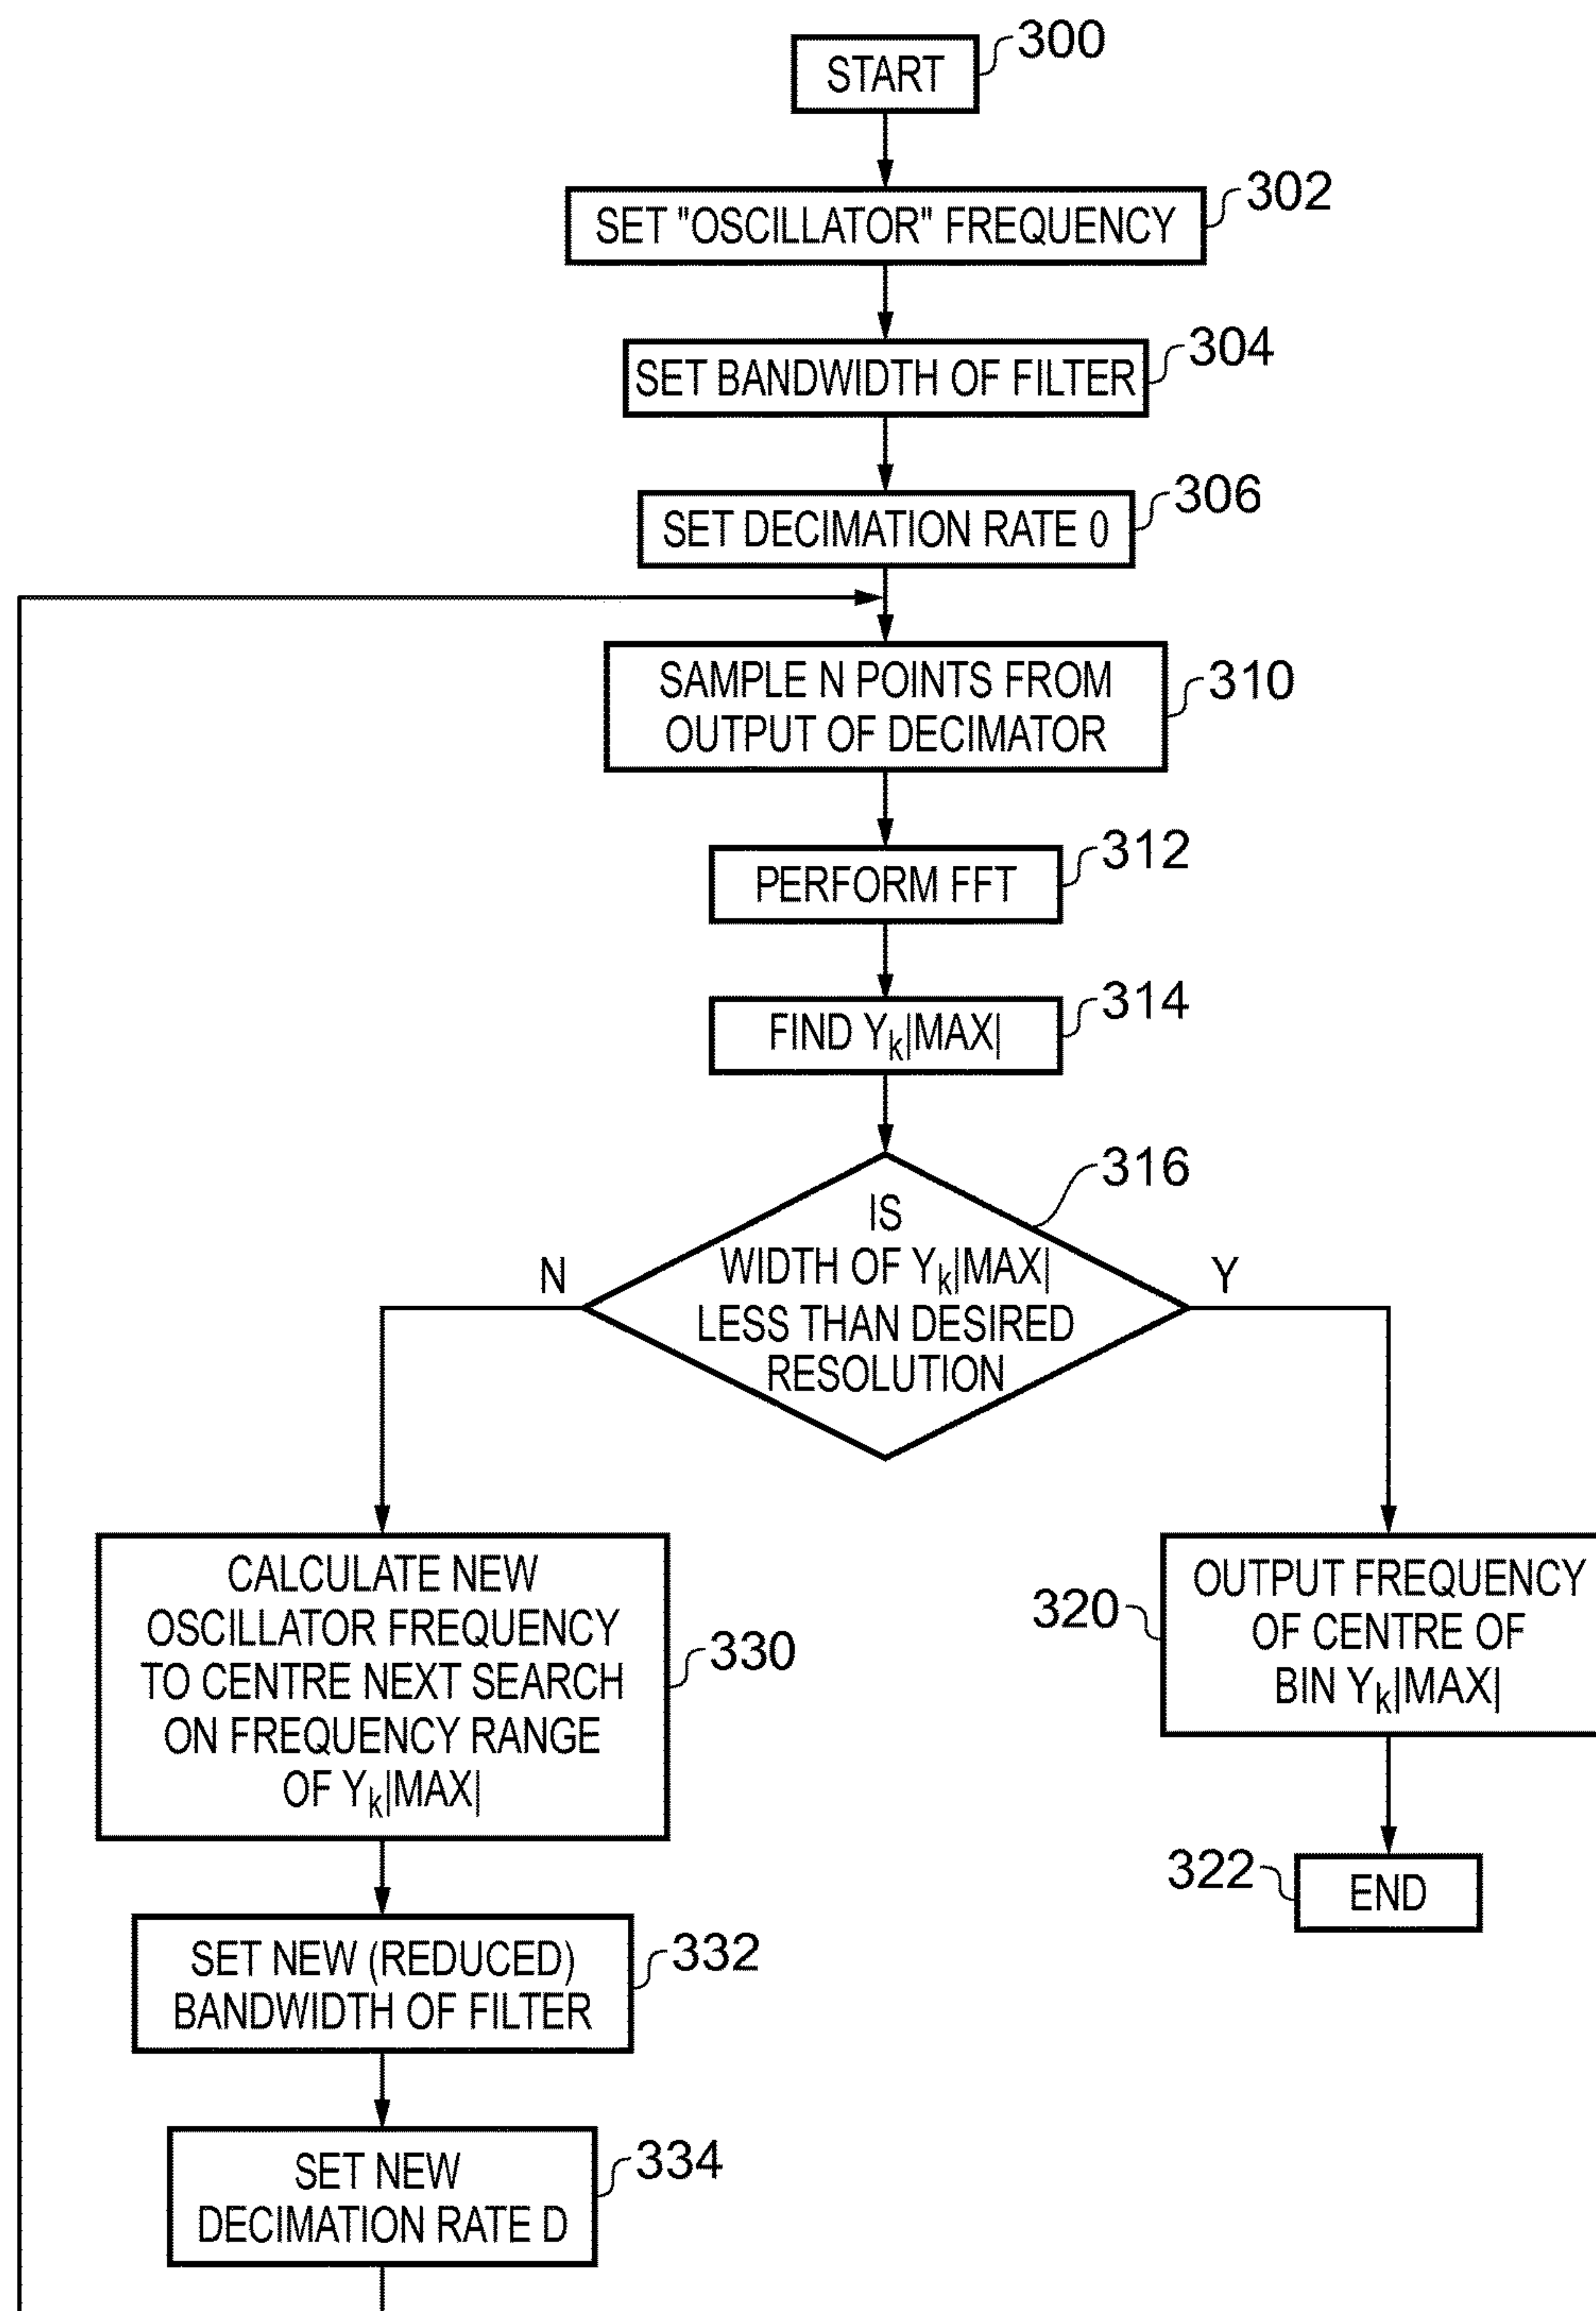 START
300
SET "OSCILLATOR" FREQUENCY
302
SET BANDWIDTH OF FILTER
304
SET DECIMATION RATE 0
306
SAMPLE N POINTS FROM
OUTPUT OF DECIMATOR
310
PERFORM FFT
312
FIND Yk|MAX|
314
IS
WIDTH OF Yk|MAX|
LESS THAN DESIRED
RESOLUTION
316
N
Y
CALCULATE NEW
OSCILLATOR FREQUENCY
TO CENTRE NEXT SEARCH
ON FREQUENCY RANGE
OF Yk|MAX|
330
OUTPUT FREQUENCY
OF CENTRE OF
BIN Yk|MAX|
320
END
322
SET NEW (REDUCED)
BANDWIDTH OF FILTER
332
SET NEW
DECIMATION RATE D
334